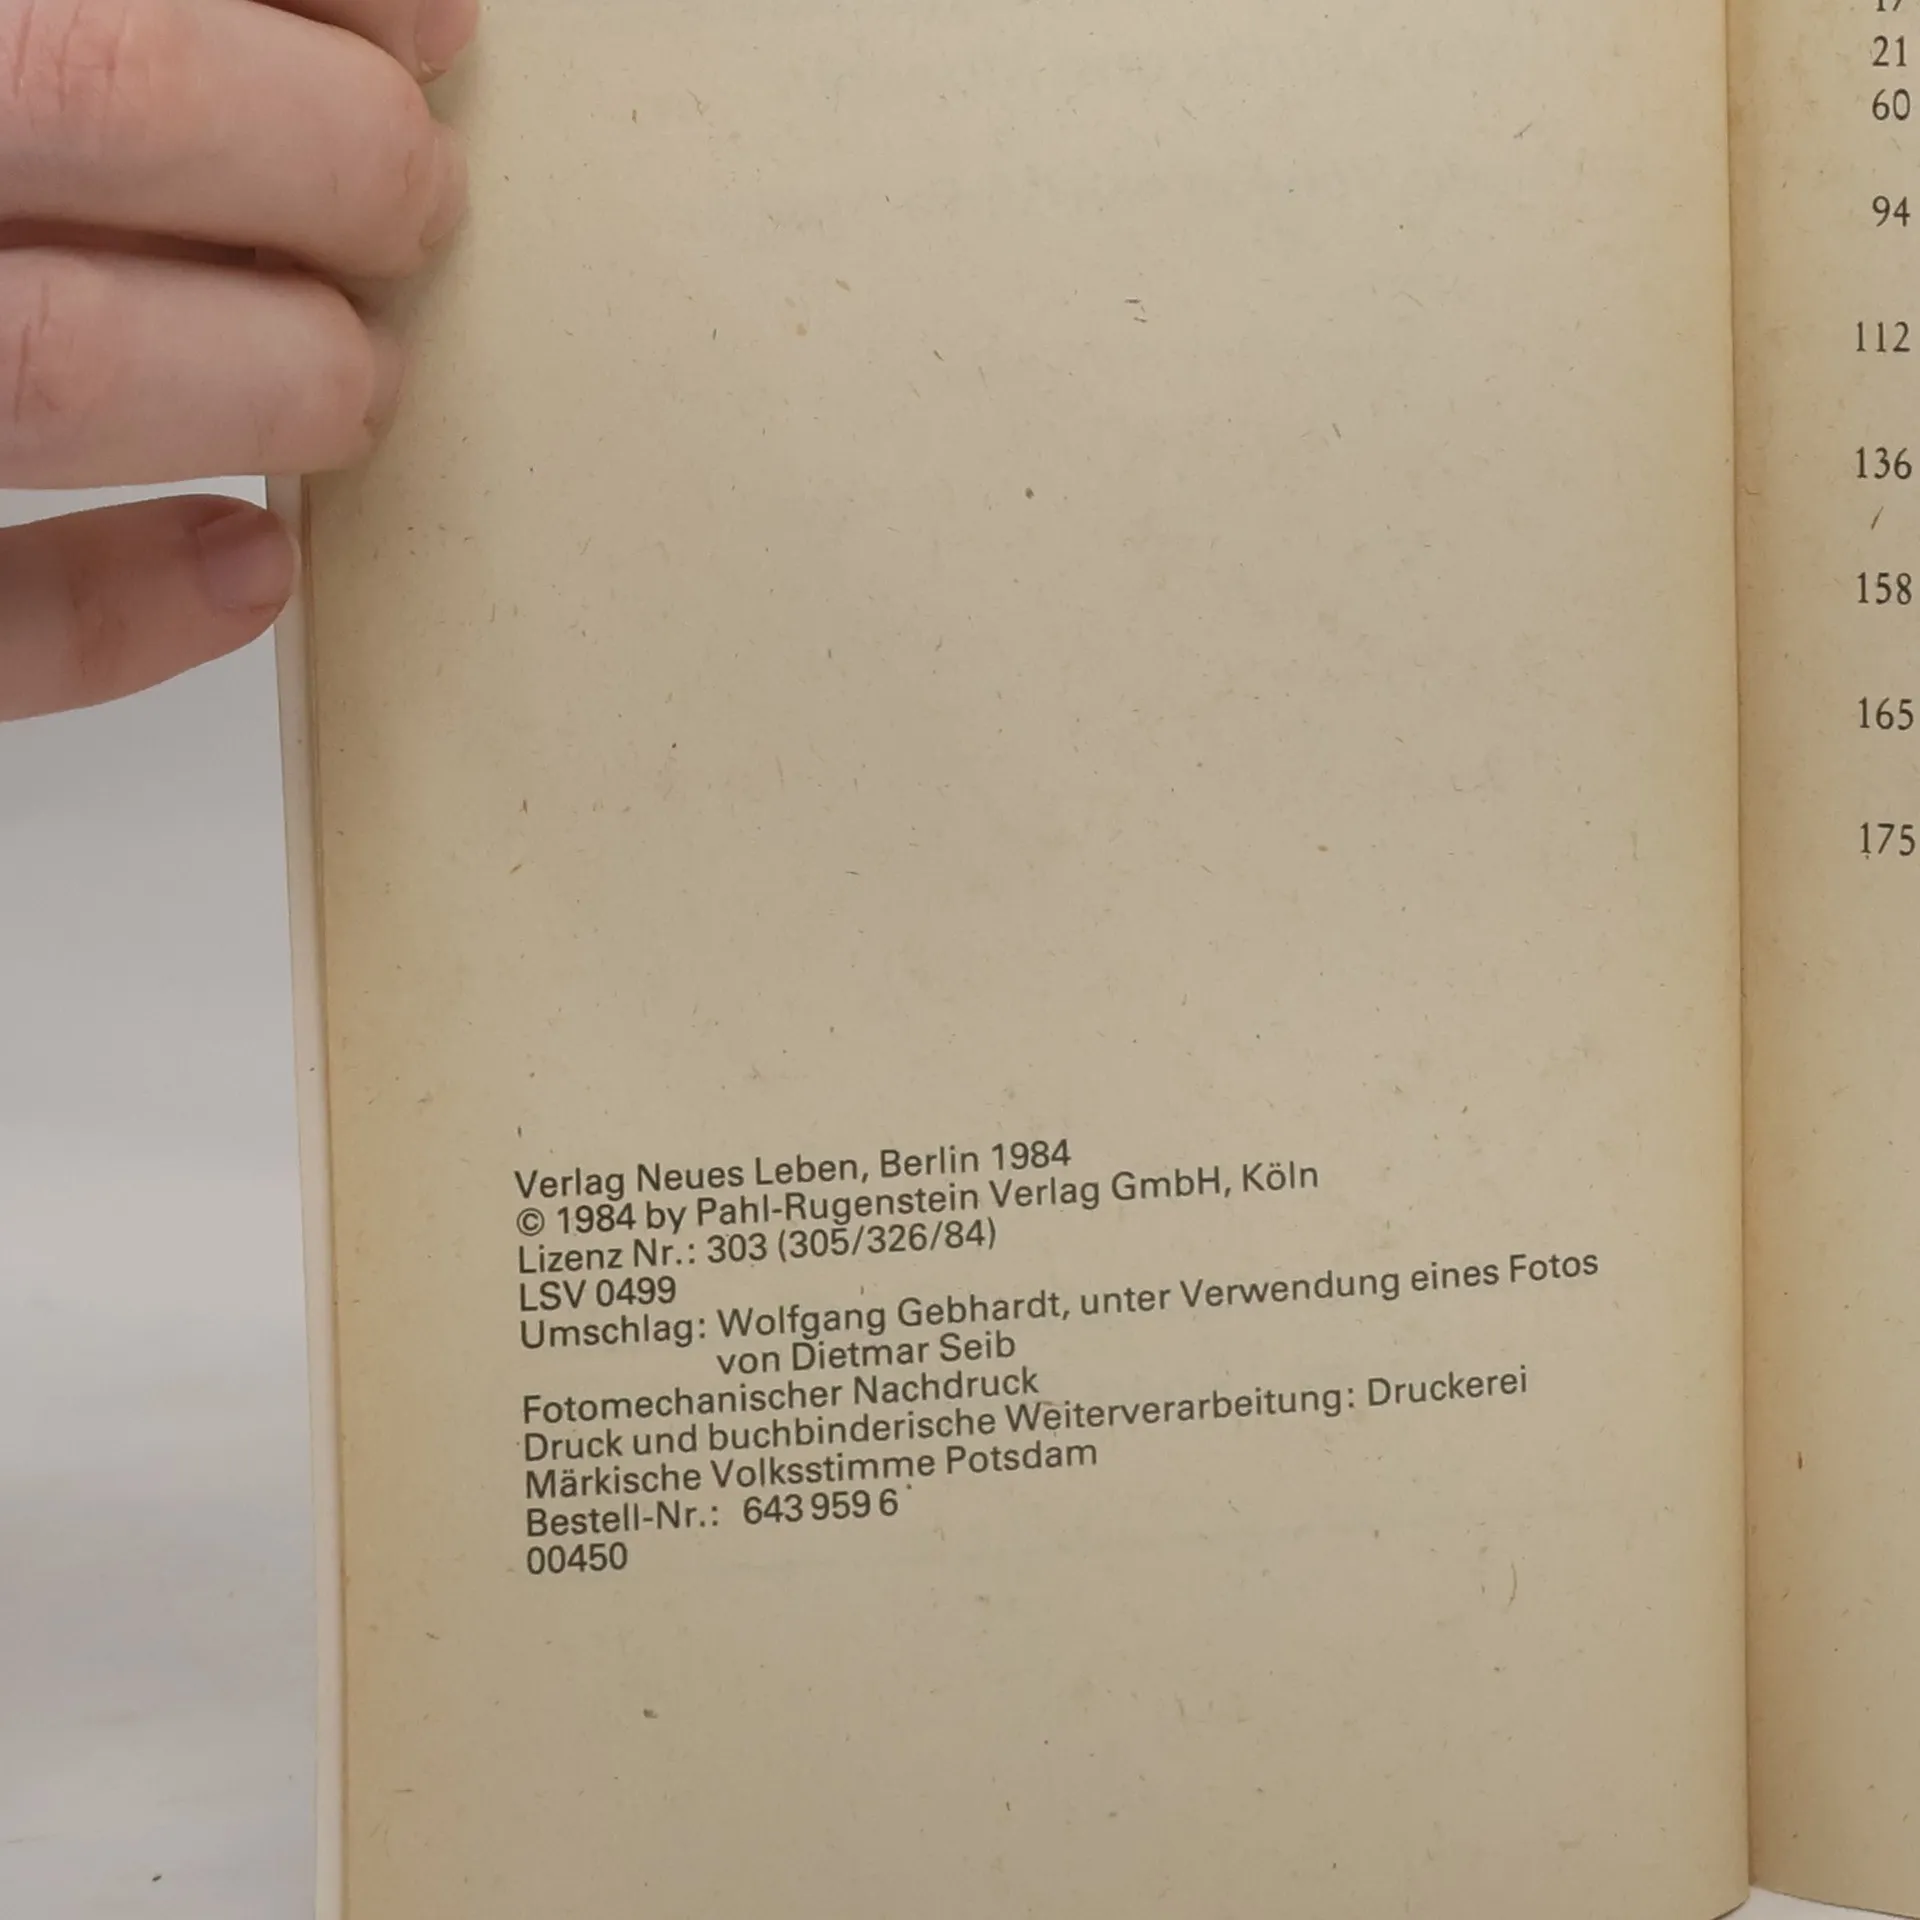 Verlag Neues Leben, Berlin 1984
© 1984 by Pahl-Rugenstein Verlag GmbH, Köln
Lizenz Nr.: 303 (305/326/84)
LSV 0499
Umschlag: Wolfgang Gebhardt, unter Verwendung eines Fotos
von Dietmar Seib
Fotomechanischer Nachdruck
Druck und buchbinderische Weiterverarbeitung: Druckerei
Märkische Volksstimme Potsdam
Bestell-Nr.: 643 959 6
00450
21
60
94
112
136
158
165
175